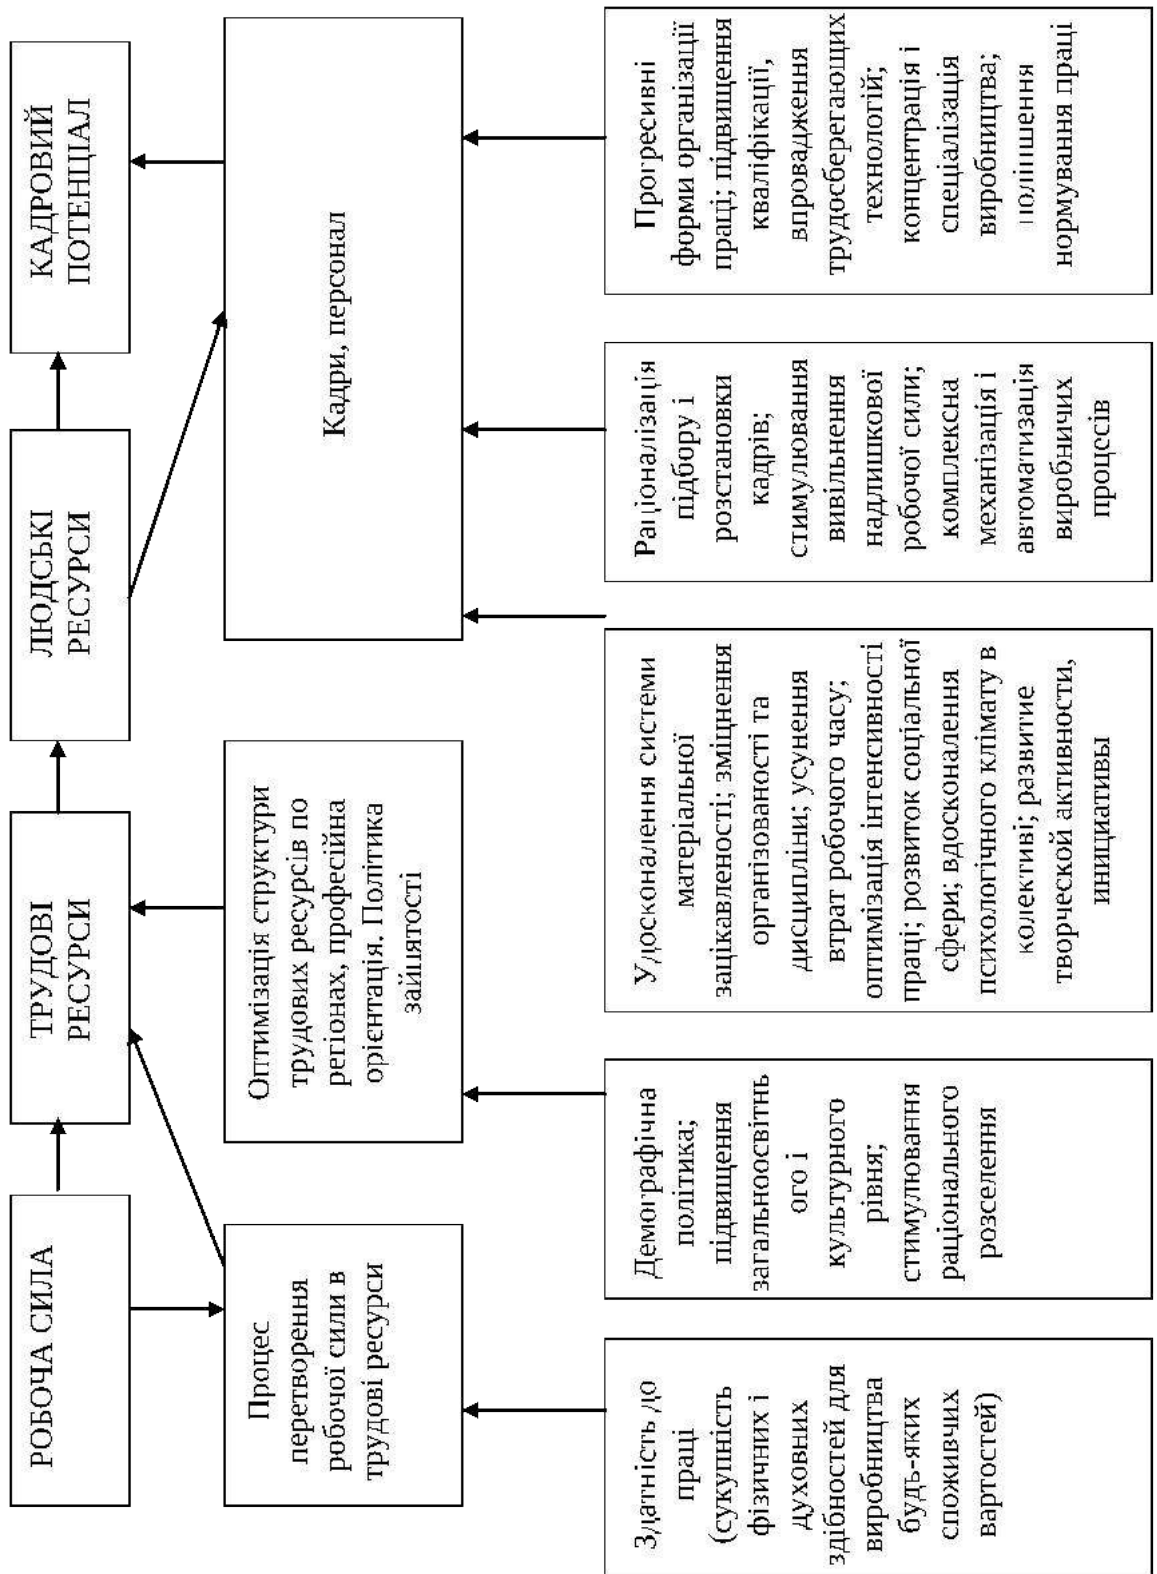 РОБОЧА СИЛА
ТРУДОВІ
РЕСУРСИ
ЛЮДСЬКІ
РЕСУРСИ
КАДРОВИЙ
ПОТЕНЦІАЛ
Процес
перетворення
робочої сили в
трудові ресурси
Оптимізація структури
трудових ресурсів по
регіонах, професійна
орієнтація. Політика
зайнятості
Кадри, персонал
Здатність до
праці
(сукупність
фізичних і
духовних
здібностей для
виробництва
будь-яких
споживчих
вартостей)
Демографічна
політика;
підвищення
загальноосвітнь
ого і
культурного
рівня;
стимулювання
раціонального
розселення
Удосконалення системи
матеріальної
зацікавленості; зміцнення
організованості та
дисципліни; усунення
втрат робочого часу;
оптимізація інтенсивності
праці; розвиток соціальної
сфери; вдосконалення
психологічного клімату в
колективі; развитие
творческой активности,
инициативы
Раціоналізація
підбору і
розстановки
кадрів;
стимулювання
вивільнення
надлишкової
робочої сили;
комплексна
механізація і
автоматизація
виробничих
процесів
Прогресивні
форми організації
праці; підвищення
кваліфікації,
впровадження
трудосберегающих
технологій;
концентрація і
спеціалізація
виробництва;
поліпшення
нормування праці